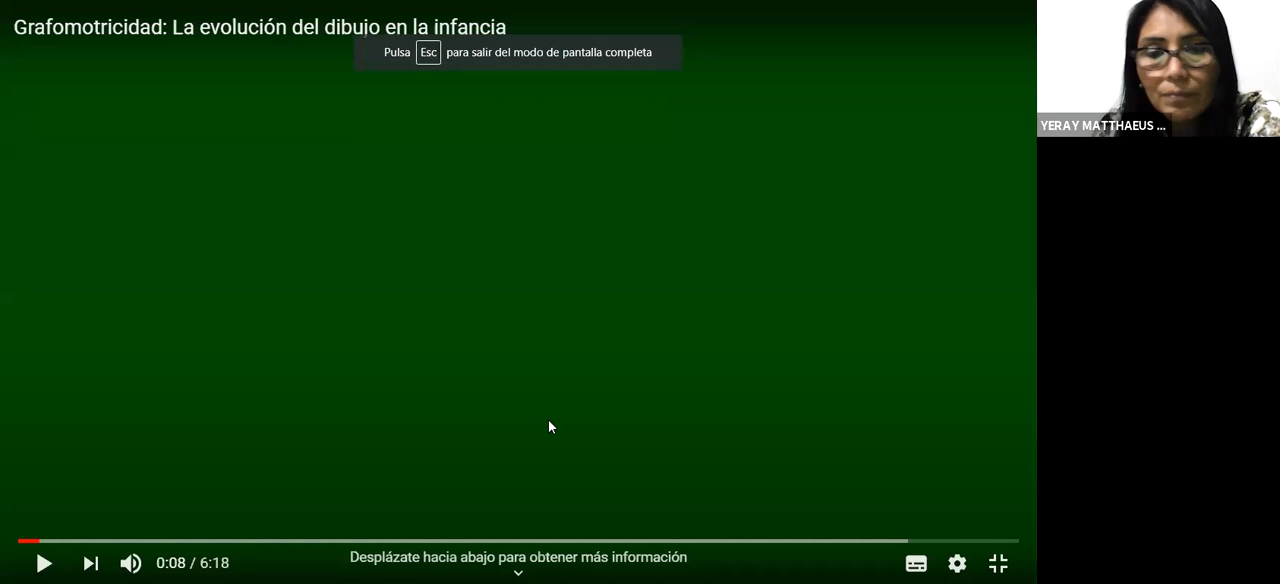 Grafomotricidad: La evolución del dibujo en la infancia
Pulsa Esc para salir del modo de pantalla completa
YERAY MATTHAEUS ...
0:08 / 6:18
Desplázate hacia abajo para obtener más información